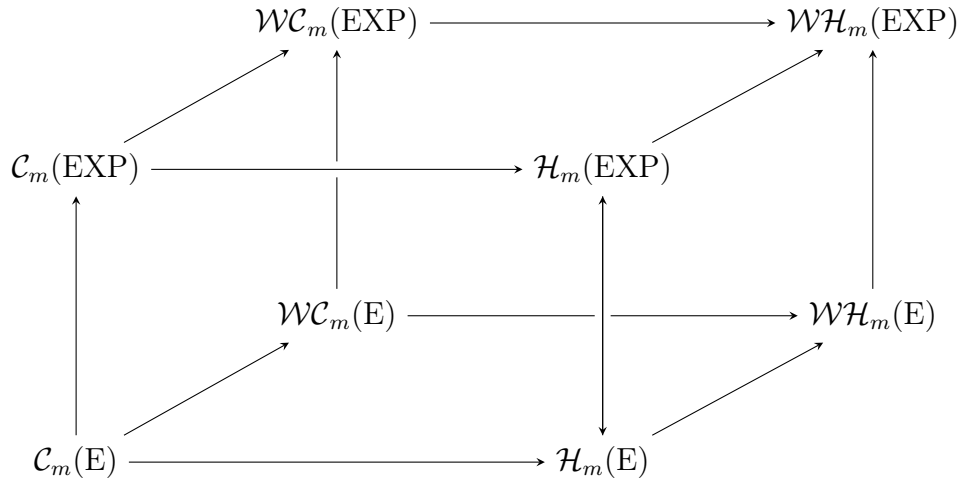 𝒲𝒞ₘ(EXP) 𝒲ℋₘ(EXP)
𝒞ₘ(EXP) ℋₘ(EXP)
𝒲𝒞ₘ(E) 𝒲ℋₘ(E)
𝒞ₘ(E) ℋₘ(E)